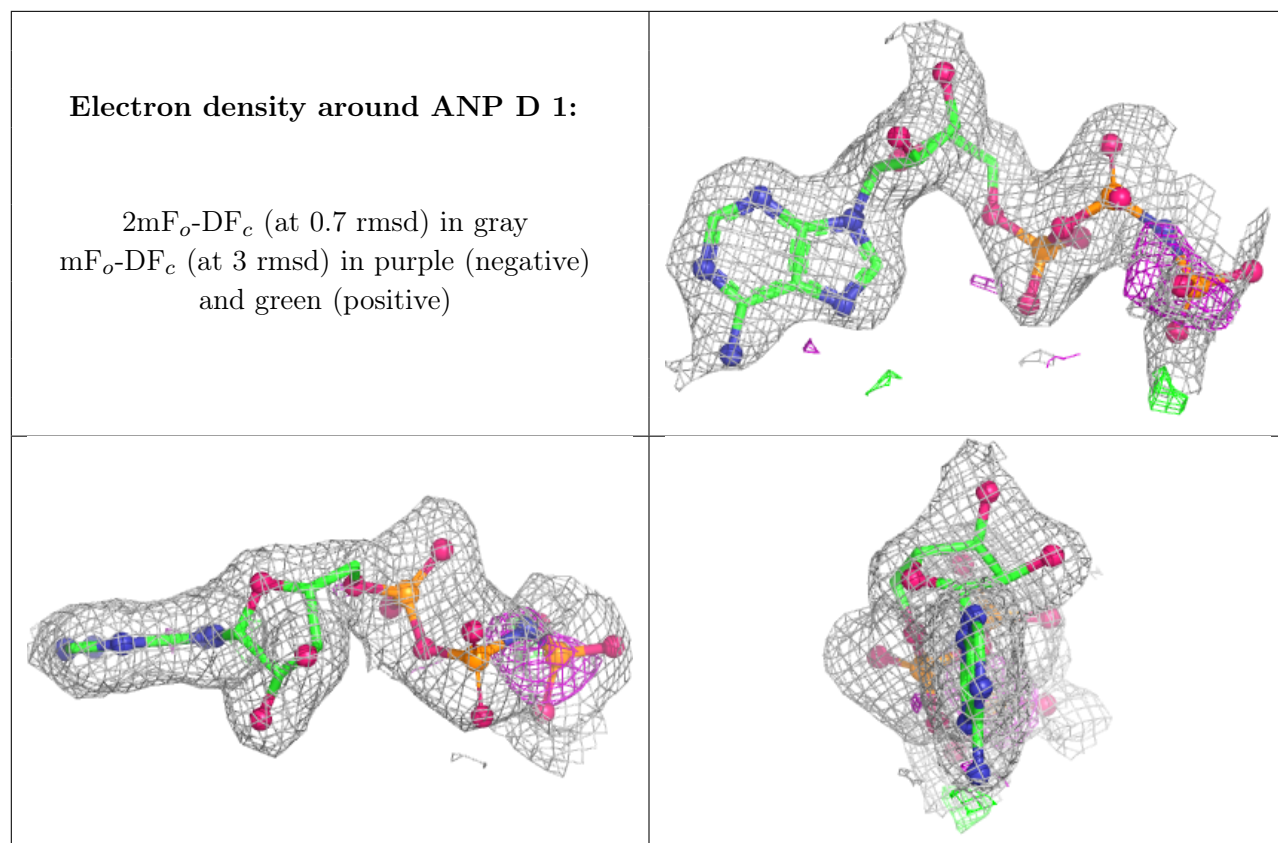 Electron density around ANP D 1:
2mFo-DFc (at 0.7 rmsd) in gray
mFo-DFc (at 3 rmsd) in purple (negative)
and green (positive)